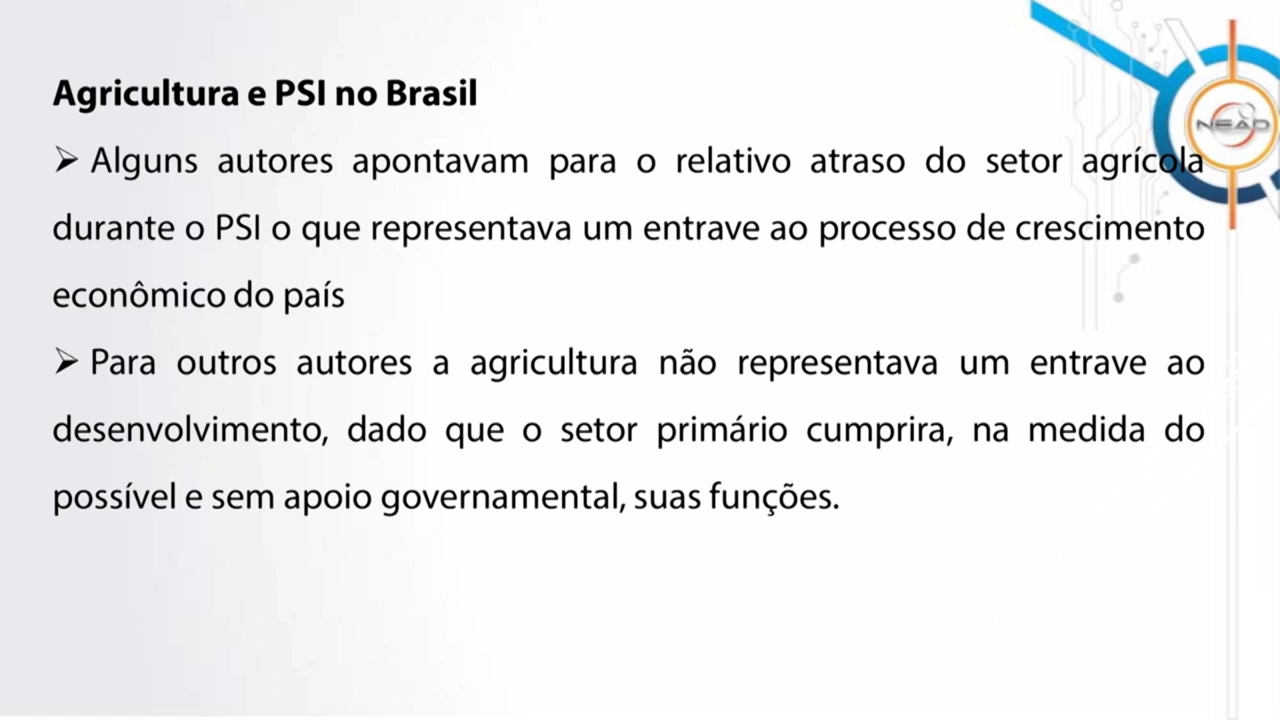 Agricultura e PSI no Brasil
NEAD
➢ Alguns autores apontavam para o relativo atraso do setor agrícola
durante o PSI o que representava um entrave ao processo de crescimento
econômico do país
➢ Para outros autores a agricultura não representava um entrave ao
desenvolvimento, dado que o setor primário cumprira, na medida do
possível e sem apoio governamental, suas funções.